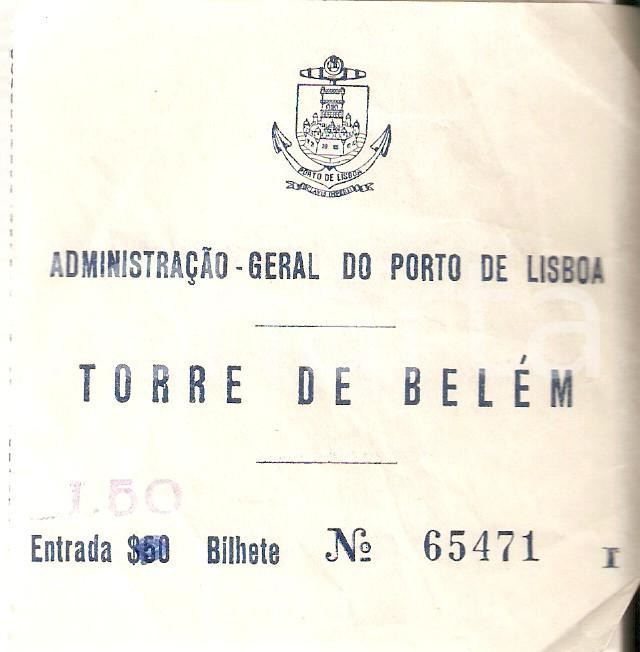 PORTO DE LISBOA
ADMINISTRAÇÃO-GERAL DO PORTO DE LISBOA
TORRE DE BELÉM
1.50
Entrada $50 Bilhete Nº 65471 I